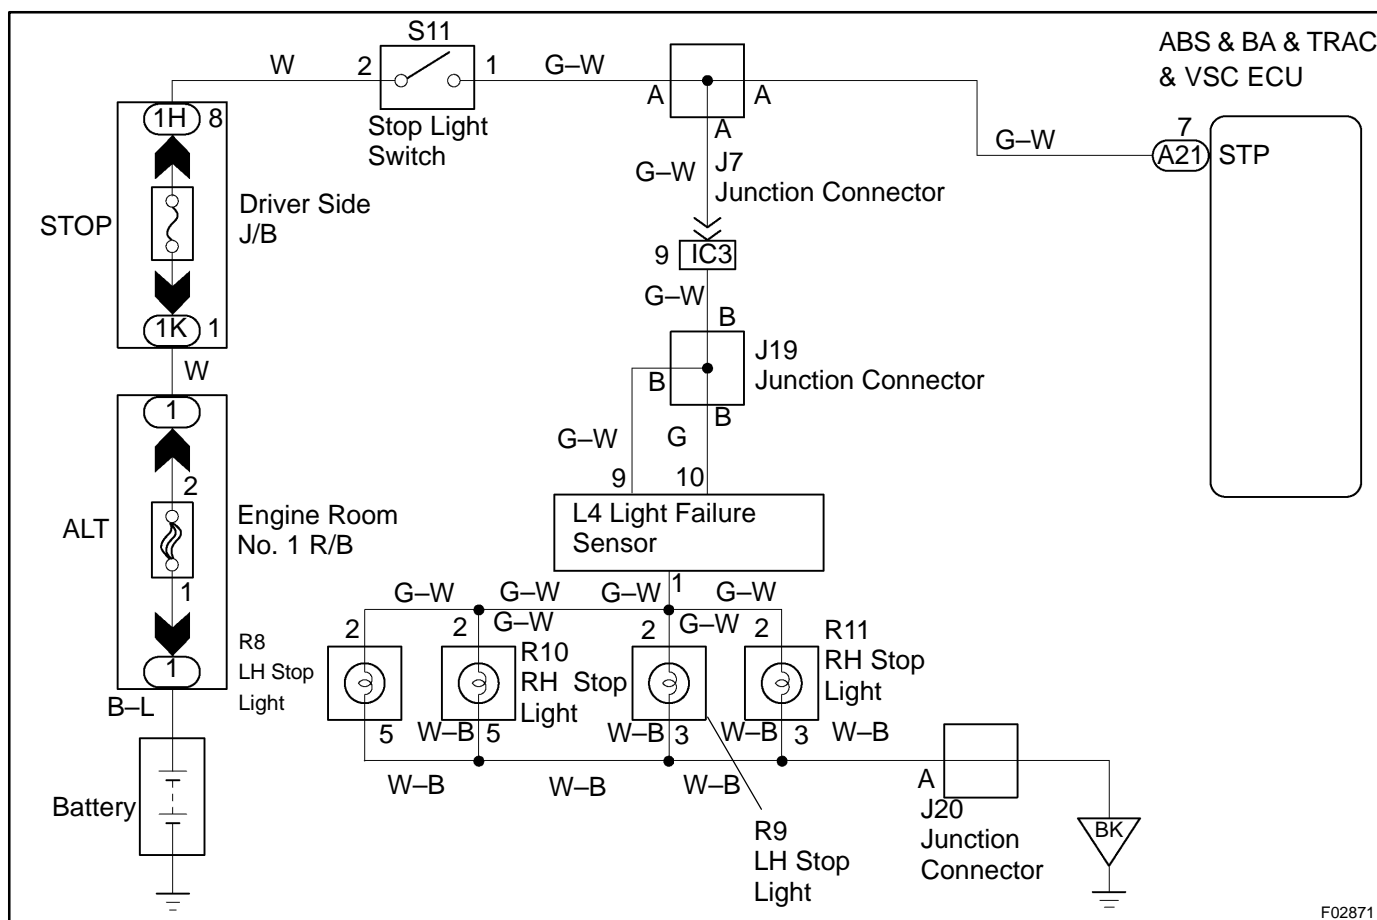 S11
ABS & BA & TRAC
& VSC ECU
W
2
1
G–W
A
A
A
1H
8
Stop Light
Switch
7
G–W
A21
STP
G–W
J7
Junction Connector
STOP
Driver Side
J/B
9
IC3
G–W
1K
1
B
J19
B
Junction Connector
W
B
1
G–W
G
9
10
2
ALT
Engine Room
No. 1 R/B
L4 Light Failure
Sensor
1
1
G–W
G–W
G–W
G–W
G–W
G–W
2
2
2
2
R8
LH Stop
Light
R10
RH Stop
Light
R11
RH Stop
Light
1
B–L
5
W–B
5
W–B
3
W–B
3
W–B
W–B
W–B
W–B
A
J20
Junction
Connector
Battery
R9
LH Stop
Light
BK
F02871